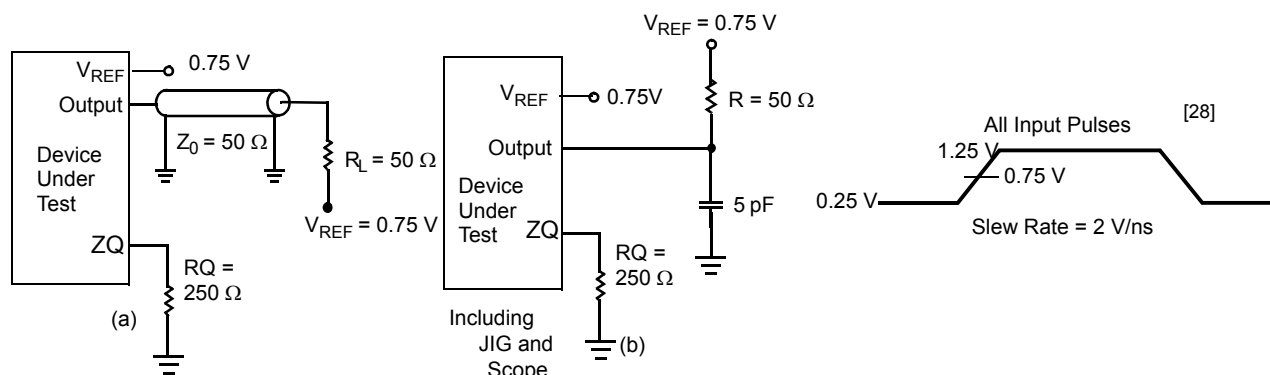 V_REF
0.75 V
Output
Z_0 = 50 Ω
R_L = 50 Ω
V_REF = 0.75 V
Device
Under
Test
ZQ
RQ =
250 Ω
(a)
V_REF = 0.75 V
R = 50 Ω
V_REF
0.75V
Output
Device
Under
Test
5 pF
ZQ
RQ =
250 Ω
Including
JIG and
Scope
(b)
[28]
All Input Pulses
1.25 V
0.75 V
0.25 V
Slew Rate = 2 V/ns